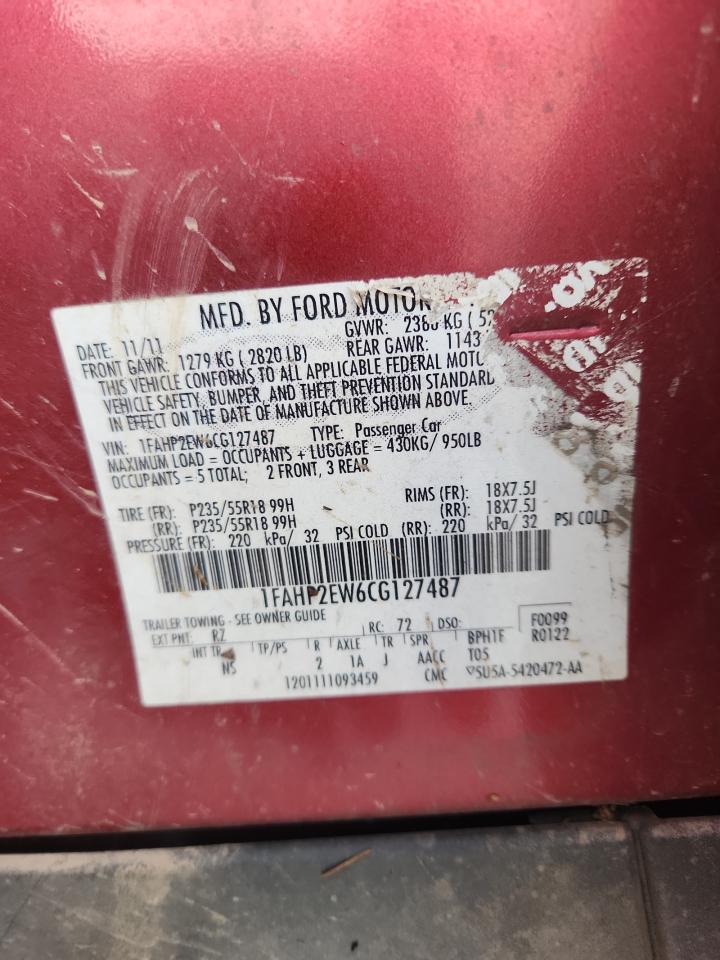 MFD. BY FORD MOTOR
DATE: 11/11 GVWR: 2380 KG ( 52
FRONT GAWR: 1279 KG ( 2820 LB) REAR GAWR: 1143
THIS VEHICLE CONFORMS TO ALL APPLICABLE FEDERAL MOTO
VEHICLE SAFETY, BUMPER, AND THEFT PREVENTION STANDARD
IN EFFECT ON THE DATE OF MANUFACTURE SHOWN ABOVE.
VIN: 1FAHP2EW6CG127487 TYPE: Passenger Car
MAXIMUM LOAD = OCCUPANTS + LUGGAGE = 430KG/ 950LB
OCCUPANTS = 5 TOTAL; 2 FRONT, 3 REAR
TIRE (FR): P235/55R18 99H RIMS (FR): 18X7.5J
(RR): P235/55R18 99H (RR): 18X7.5J
PRESSURE (FR): 220 kPa/ 32 PSI COLD (RR): 220 kPa/ 32 PSI COLD
1FAHP2EW6CG127487
TRAILER TOWING - SEE OWNER GUIDE
EXT PNT: RZ RC: 72 DSO: F0099
R0122
INT TR TP/PS R AXLE TR SPR BPH1F
NS 2 1A J AACC T05
1201111093459 CMC SU5A-5420472-AA